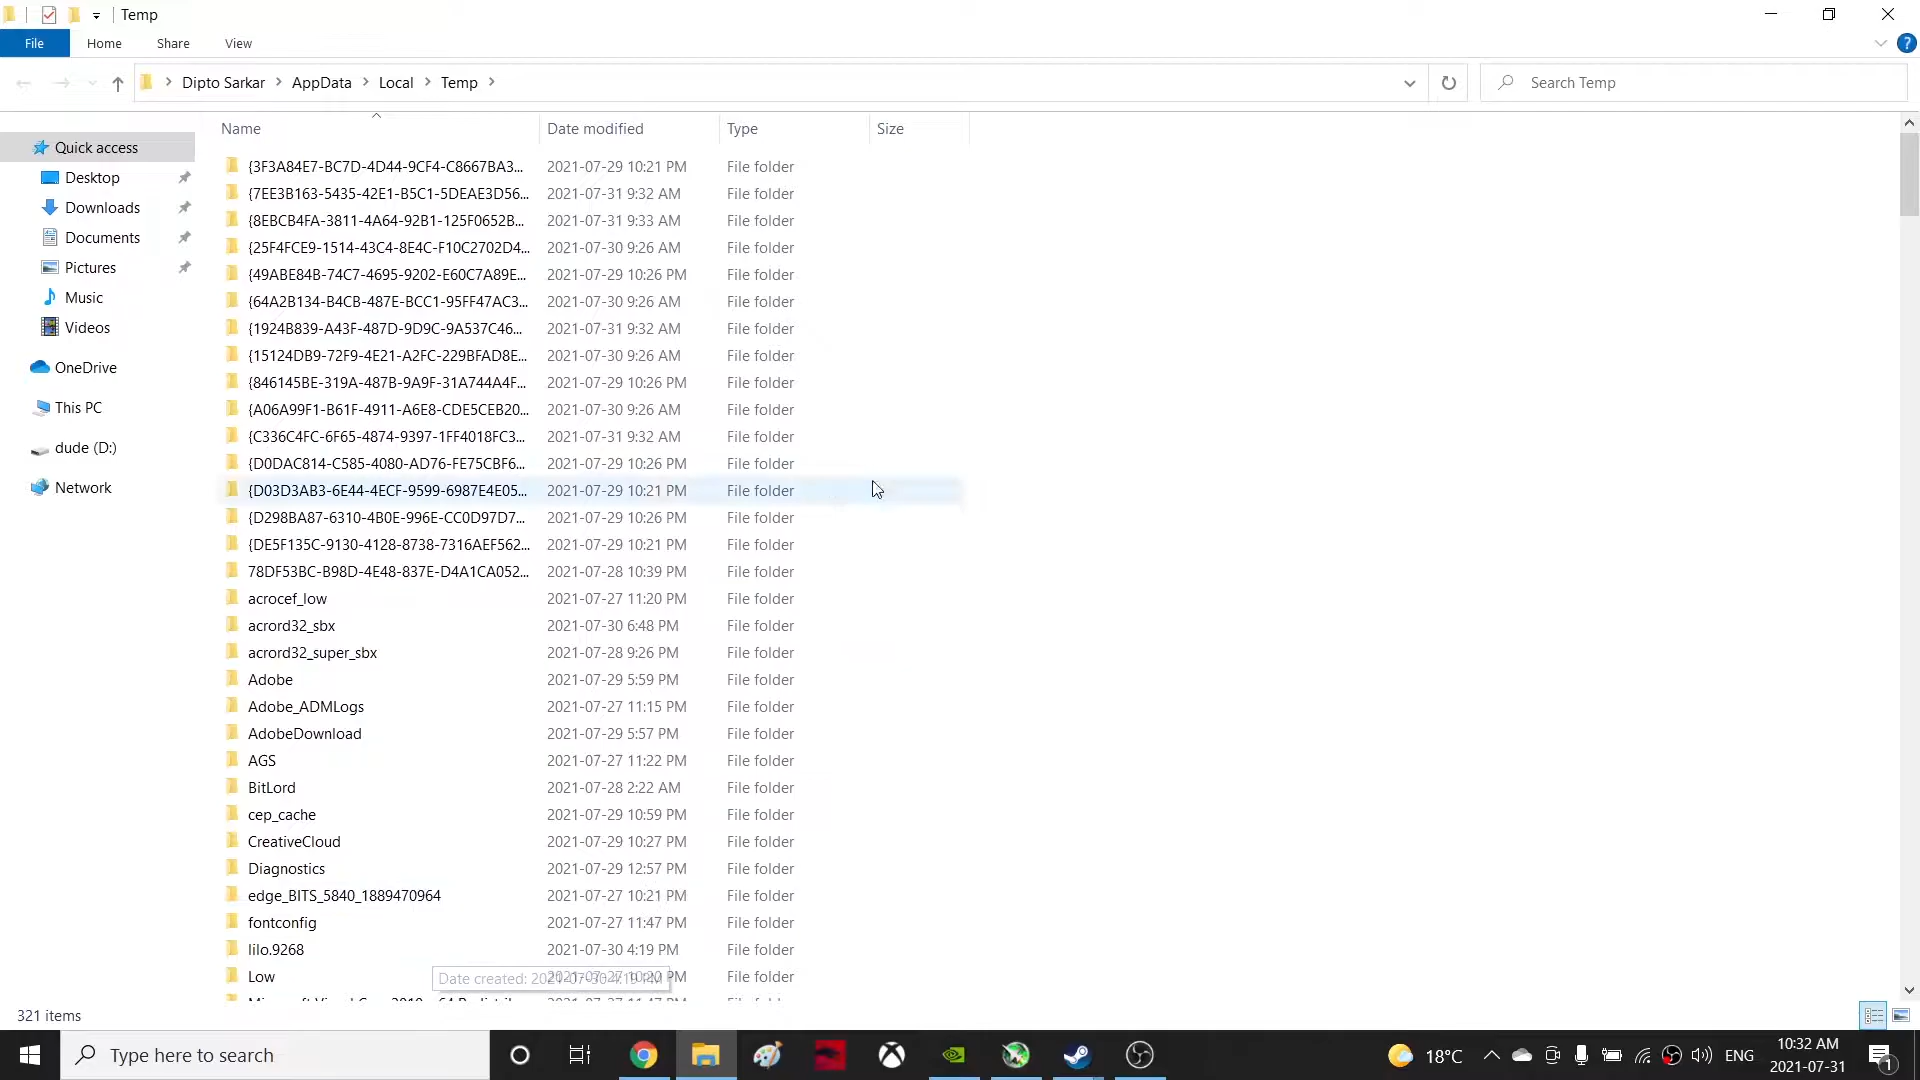 Temp
File Home Share View
Dipto Sarkar AppData Local Temp
Search Temp
Quick access
Desktop
Downloads
Documents
Pictures
Music
Videos
OneDrive
This PC
dude (D:)
Network
Name Date modified Type Size
{3F3A84E7-BC7D-4D44-9CF4-C8667BA3... 2021-07-29 10:21 PM File folder
{7EE3B163-5435-42E1-B5C1-5DEAE3D56... 2021-07-31 9:32 AM File folder
{8EBCB4FA-3811-4A64-92B1-125F0652B... 2021-07-31 9:33 AM File folder
{25F4FCE9-1514-43C4-8E4C-F10C2702D4... 2021-07-30 9:26 AM File folder
{49ABE84B-74C7-4695-9202-E60C7A89E... 2021-07-29 10:26 PM File folder
{64A2B134-B4CB-487E-BCC1-95FF47AC3... 2021-07-30 9:26 AM File folder
{1924B839-A43F-487D-9D9C-9A537C46... 2021-07-31 9:32 AM File folder
{15124DB9-72F9-4E21-A2FC-229BFAD8E... 2021-07-30 9:26 AM File folder
{846145BE-319A-487B-9A9F-31A744A4F... 2021-07-29 10:26 PM File folder
{A06A99F1-B61F-4911-A6E8-CDE5CEB20... 2021-07-30 9:26 AM File folder
{C336C4FC-6F65-4874-9397-1FF4018FC3... 2021-07-31 9:32 AM File folder
{D0DAC814-C585-4080-AD76-FE75CBF6... 2021-07-29 10:26 PM File folder
{D03D3AB3-6E44-4ECF-9599-6987E4E05... 2021-07-29 10:21 PM File folder
{D298BA87-6310-4B0E-996E-CC0D97D7... 2021-07-29 10:26 PM File folder
{DE5F135C-9130-4128-8738-7316AEF562... 2021-07-29 10:21 PM File folder
78DF53BC-B98D-4E48-837E-D4A1CA052... 2021-07-28 10:39 PM File folder
acrocef_low 2021-07-27 11:20 PM File folder
acrord32_sbx 2021-07-30 6:48 PM File folder
acrord32_super_sbx 2021-07-28 9:26 PM File folder
Adobe 2021-07-29 5:59 PM File folder
Adobe_ADMLogs 2021-07-27 11:15 PM File folder
AdobeDownload 2021-07-29 5:57 PM File folder
AGS 2021-07-27 11:22 PM File folder
BitLord 2021-07-28 2:22 AM File folder
cep_cache 2021-07-29 10:59 PM File folder
CreativeCloud 2021-07-29 10:27 PM File folder
Diagnostics 2021-07-29 12:57 PM File folder
edge_BITS_5840_1889470964 2021-07-27 10:21 PM File folder
fontconfig 2021-07-27 11:47 PM File folder
lilo.9268 2021-07-30 4:19 PM File folder
Low PM File folder
Date created:
321 items
Type here to search
18°C
ENG
10:32 AM
2021-07-31
1